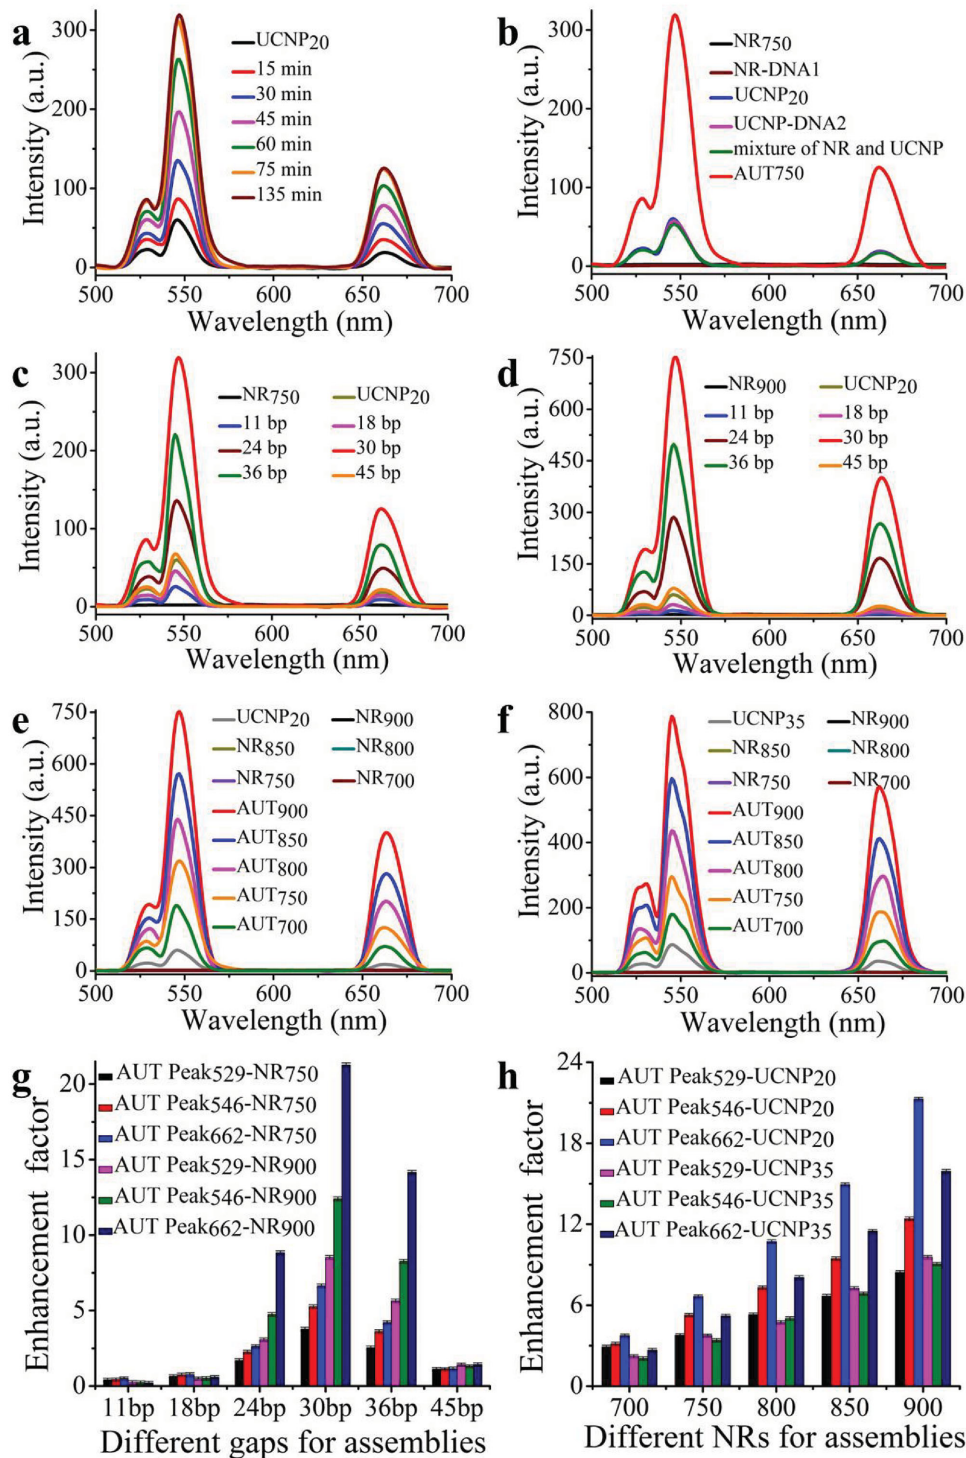 a
300
200
100
0
Intensity (a.u.)
UCNP20
15 min
30 min
45 min
60 min
75 min
135 min
500 550 600 650 700
Wavelength (nm)
b
300
200
100
0
Intensity (a.u.)
NR750
NR-DNA1
UCNP20
UCNP-DNA2
mixture of NR and UCNP
AUT750
500 550 600 650 700
Wavelength (nm)
c
300
200
100
0
Intensity (a.u.)
NR750 UCNP20
11 bp 18 bp
24 bp 30 bp
36 bp 45 bp
500 550 600 650 700
Wavelength (nm)
d
750
600
450
300
150
0
Intensity (a.u.)
NR900 UCNP20
11 bp 18 bp
24 bp 30 bp
36 bp 45 bp
500 550 600 650 700
Wavelength (nm)
e
750
600
450
300
150
0
Intensity (a.u.)
UCNP20 NR900
NR850 NR800
NR750 NR700
AUT900
AUT850
AUT800
AUT750
AUT700
500 550 600 650 700
Wavelength (nm)
f
800
600
400
200
0
Intensity (a.u.)
UCNP35 NR900
NR850 NR800
NR750 NR700
AUT900
AUT850
AUT800
AUT750
AUT700
500 550 600 650 700
Wavelength (nm)
g
20
15
10
5
0
Enhancement factor
AUT Peak529-NR750
AUT Peak546-NR750
AUT Peak662-NR750
AUT Peak529-NR900
AUT Peak546-NR900
AUT Peak662-NR900
11bp 18bp 24bp 30bp 36bp 45bp
Different gaps for assemblies
h
24
18
12
6
0
Enhancement factor
AUT Peak529-UCNP20
AUT Peak546-UCNP20
AUT Peak662-UCNP20
AUT Peak529-UCNP35
AUT Peak546-UCNP35
AUT Peak662-UCNP35
700 750 800 850 900
Different NRs for assemblies